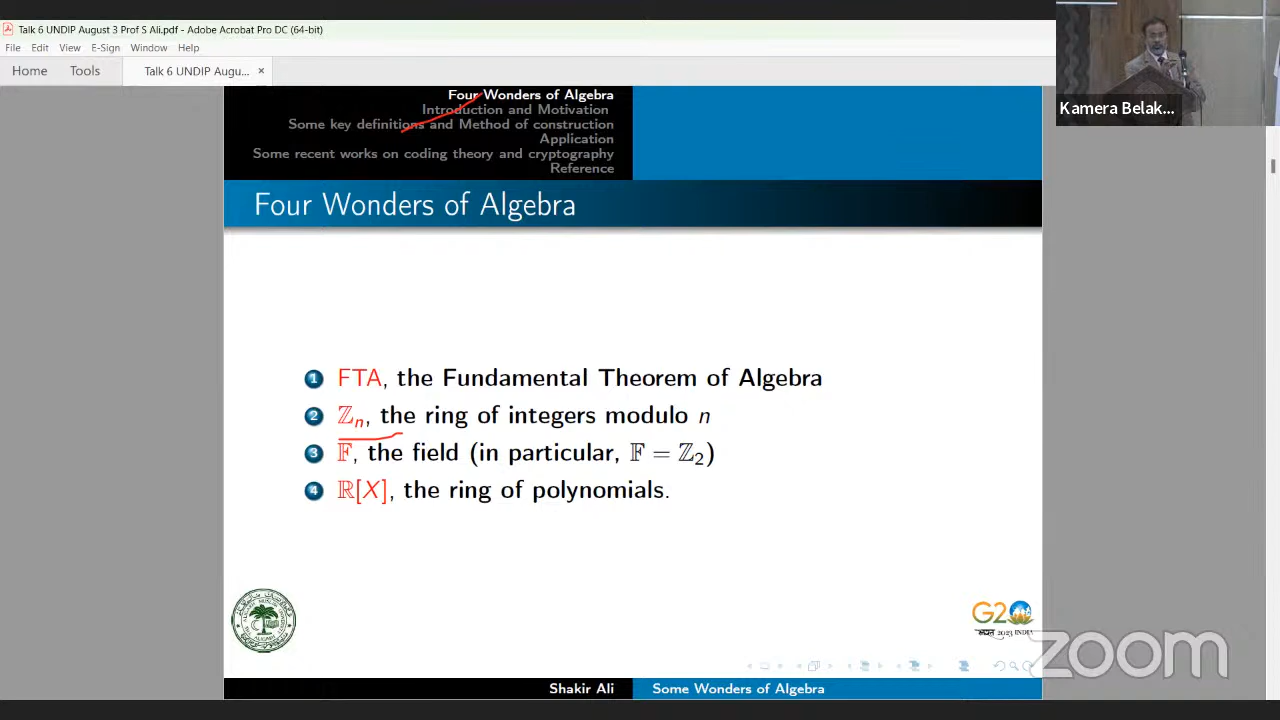 Talk 6 UNDIP August 3 Prof S Ali.pdf - Adobe Acrobat Pro DC (64-bit)
File Edit View E-Sign Window Help
Home Tools Talk 6 UNDIP Augu... ×
Kamera Belak...
Four Wonders of Algebra
Introduction and Motivation
Some key definitions and Method of construction
Application
Some recent works on coding theory and cryptography
Reference
Four Wonders of Algebra
1 FTA, the Fundamental Theorem of Algebra
2 ℤₙ, the ring of integers modulo n
3 𝔽, the field (in particular, 𝔽 = ℤ₂)
4 ℝ[X], the ring of polynomials.
G20
2023 INDIA
zoom
Shakir Ali Some Wonders of Algebra